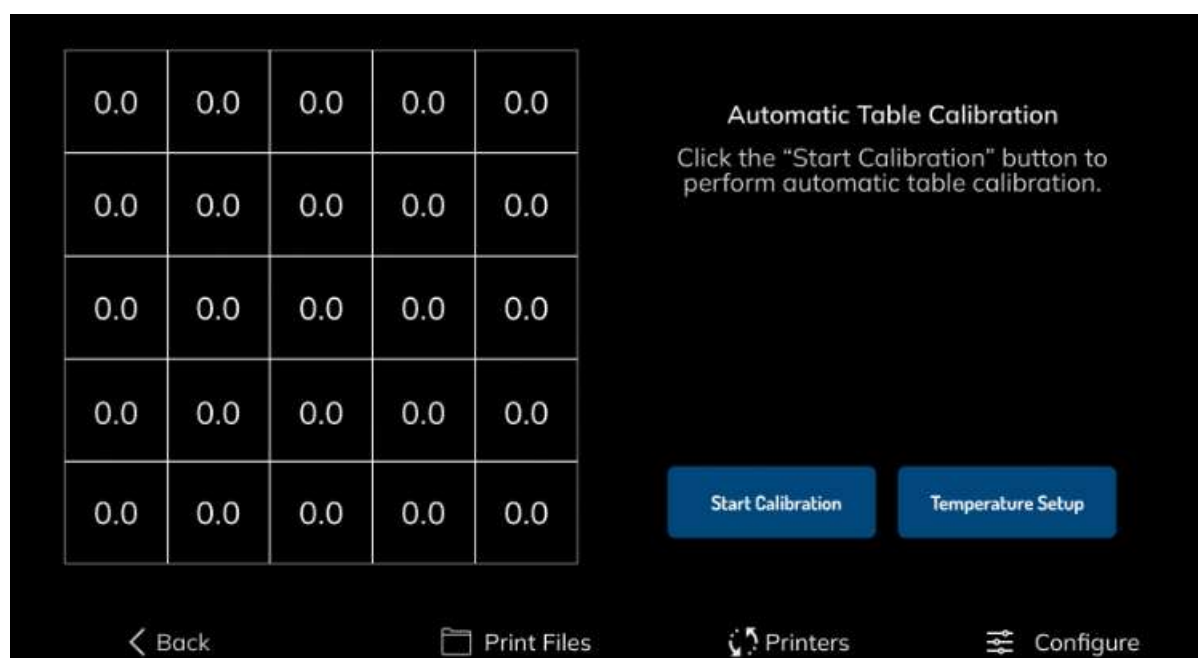 0.0 0.0 0.0 0.0 0.0
0.0 0.0 0.0 0.0 0.0
0.0 0.0 0.0 0.0 0.0
0.0 0.0 0.0 0.0 0.0
0.0 0.0 0.0 0.0 0.0
Automatic Table Calibration
Click the “Start Calibration” button to
perform automatic table calibration.
Start Calibration
Temperature Setup
Back
Print Files
Printers
Configure